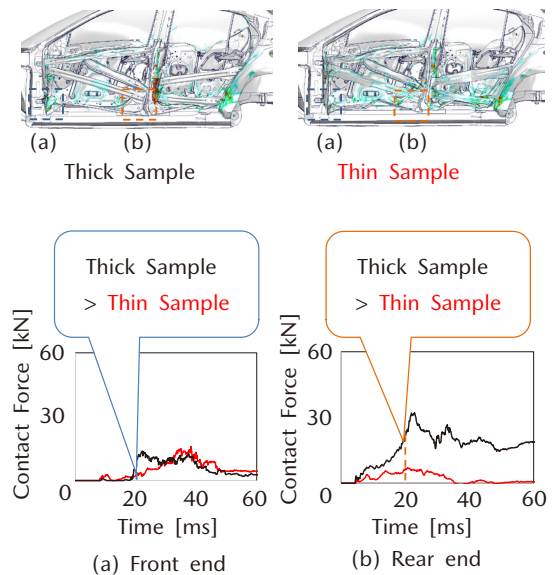 (a) (b)
Thick Sample
(a) (b)
Thin Sample
Thick Sample
> Thin Sample
Contact Force [kN]
60
30
0
20 40 60
Time [ms]
(a) Front end
Thick Sample
> Thin Sample
Contact Force [kN]
60
30
0
20 40 60
Time [ms]
(b) Rear end